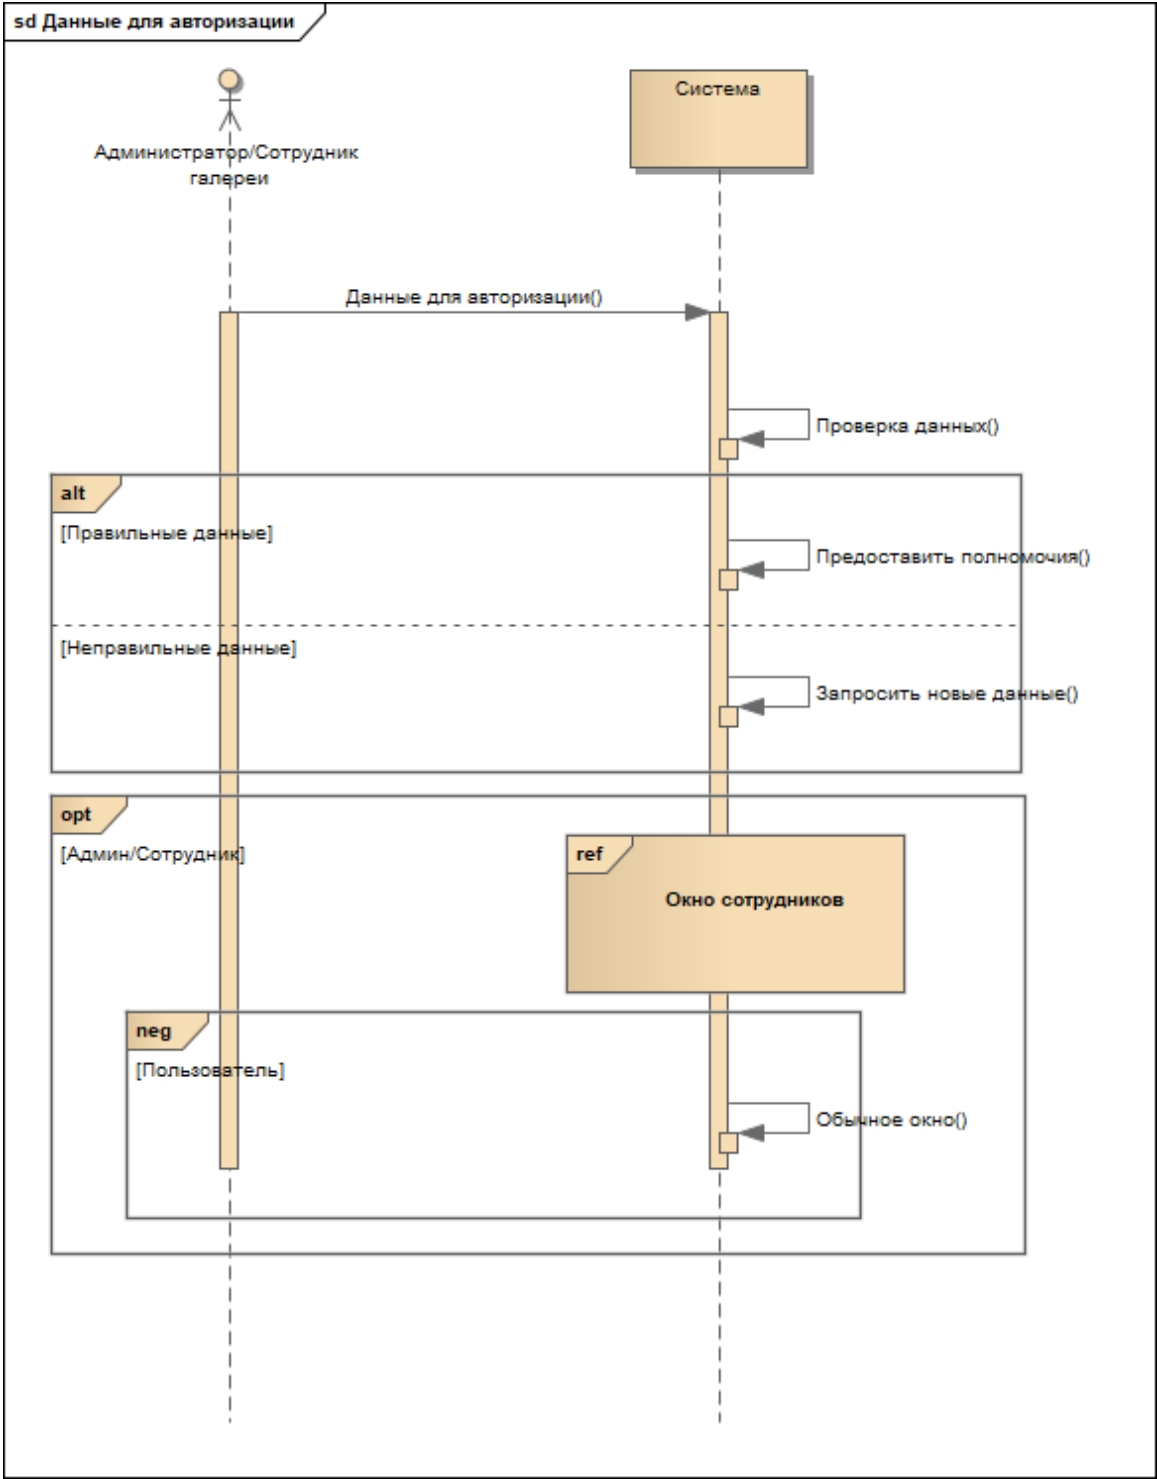 sd Данные для авторизации
Администратор/Сотрудник
галереи
Система
Данные для авторизации()
Проверка данных()
alt
[Правильные данные]
Предоставить полномочия()
[Неправильные данные]
Запросить новые данные()
opt
[Админ/Сотрудник]
ref
Окно сотрудников
neg
[Пользователь]
Обычное окно()